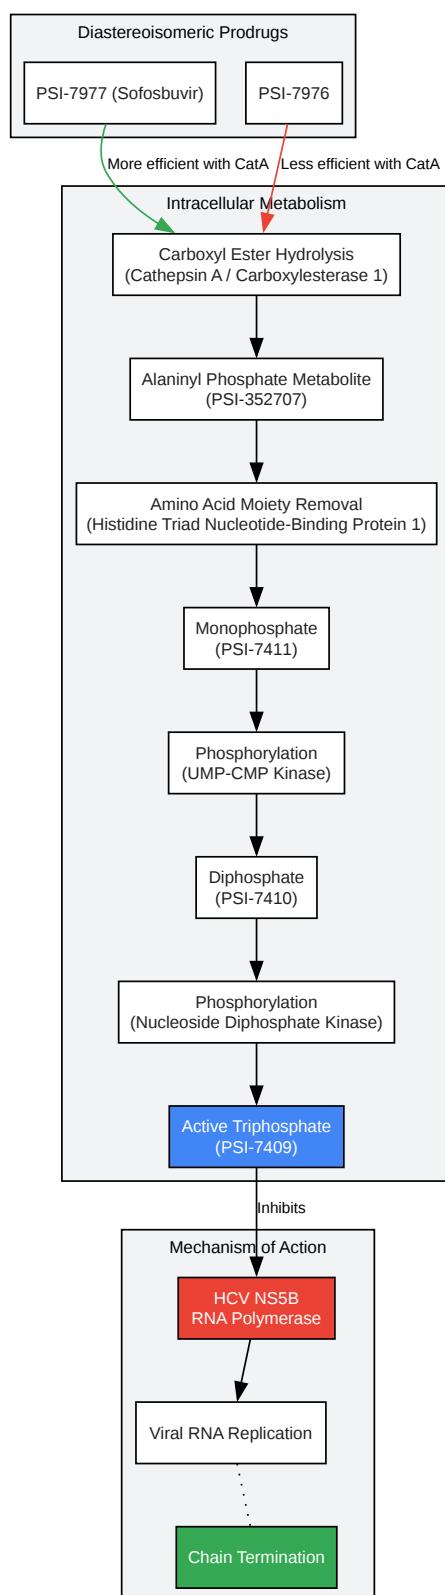 Diastereoisomeric Prodrugs
PSI-7977 (Sofosbuvir)
PSI-7976
More efficient with CatA
Less efficient with CatA
Intracellular Metabolism
Carboxyl Ester Hydrolysis
(Cathepsin A / Carboxylesterase 1)
Alaninyl Phosphate Metabolite
(PSI-352707)
Amino Acid Moiety Removal
(Histidine Triad Nucleotide-Binding Protein 1)
Monophosphate
(PSI-7411)
Phosphorylation
(UMP-CMP Kinase)
Diphosphate
(PSI-7410)
Phosphorylation
(Nucleoside Diphosphate Kinase)
Active Triphosphate
(PSI-7409)
Inhibits
Mechanism of Action
HCV NS5B
RNA Polymerase
Viral RNA Replication
Chain Termination